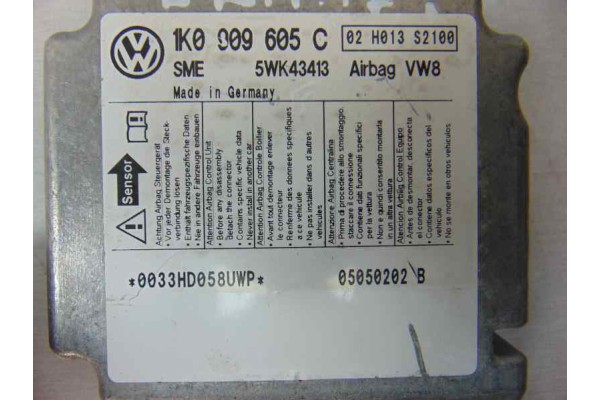 1K0 909 605 C
02 H013 S2100
SME 5WK43413 Airbag VW8
Made in Germany
Sensor
Achtung Airbag Steuergerät
• Vor der Demontage die Steck-
verbindung lösen
• Enthält fahrzeugspezifische Daten
• Nie in andere Fahrzeuge einbauen
Attention Airbag Control Unit
• Before any disassembly
Detach the connector
• Contains specific vehicle data
• Never install in another car
Attention Airbag Controle Boitier
• Avant tout demontage enlever
le connecteur
• Renferme des donnees specifiques
a ce vehicule
• Ne pas installer dans d'autres
vehicules
Attenzione Airbag Centralina
• Prima di procedere allo smontaggio
staccare il connessione
• Contiene dati funzionali specifici
per la vettura
• Non e quindi consentido montarla
in un altra vettura
Atencion Airbag Control Equipo
• Antes de desmontar, desconecta
el conector
• Contiene datos especificos del
vehiculo
• No se monte en otro vehiculos
*0033HD058UWP*
05050202 B